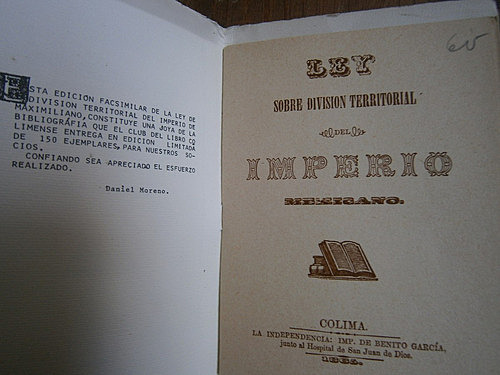 ESTA EDICION FACSIMILAR DE LA LEY DE
DIVISION TERRITORIAL DEL IMPERIO DE
MAXIMILIANO, CONSTITUYE UNA JOYA DE LA
BIBLIOGRÁFIA QUE EL CLUB DEL LIBRO CO
LIMENSE ENTREGA EN EDICION LIMITADA
DE 150 EJEMPLARES, PARA NUESTROS SO-
CIOS.
CONFIANDO SEA APRECIADO EL ESFUERZO
REALIZADO.
Daniel Moreno.
LEY
SOBRE DIVISION TERRITORIAL
DEL
IMPERIO
MEXICANO.
COLIMA.
LA INDEPENDENCIA: IMP. DE BENITO GARCÍA,
junto al Hospital de San Juan de Dios.